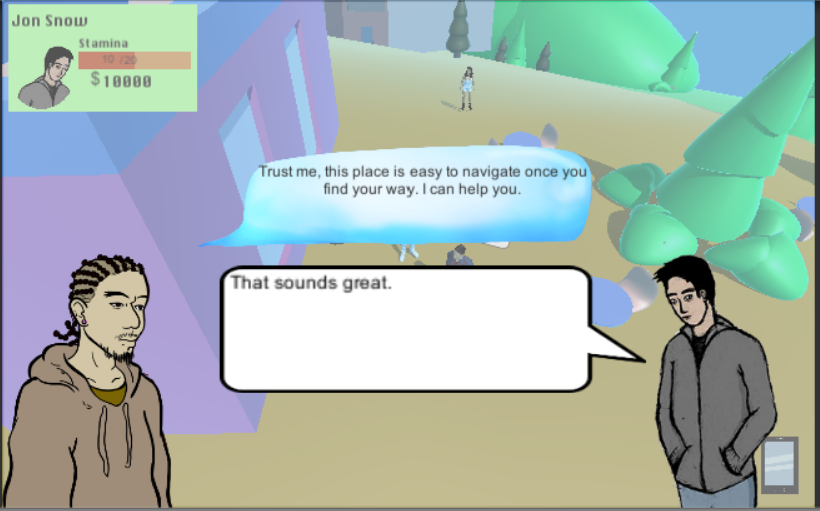 Jon Snow
Stamina
10 /20
$10000
Trust me, this place is easy to navigate once you
find your way. I can help you.
That sounds great.